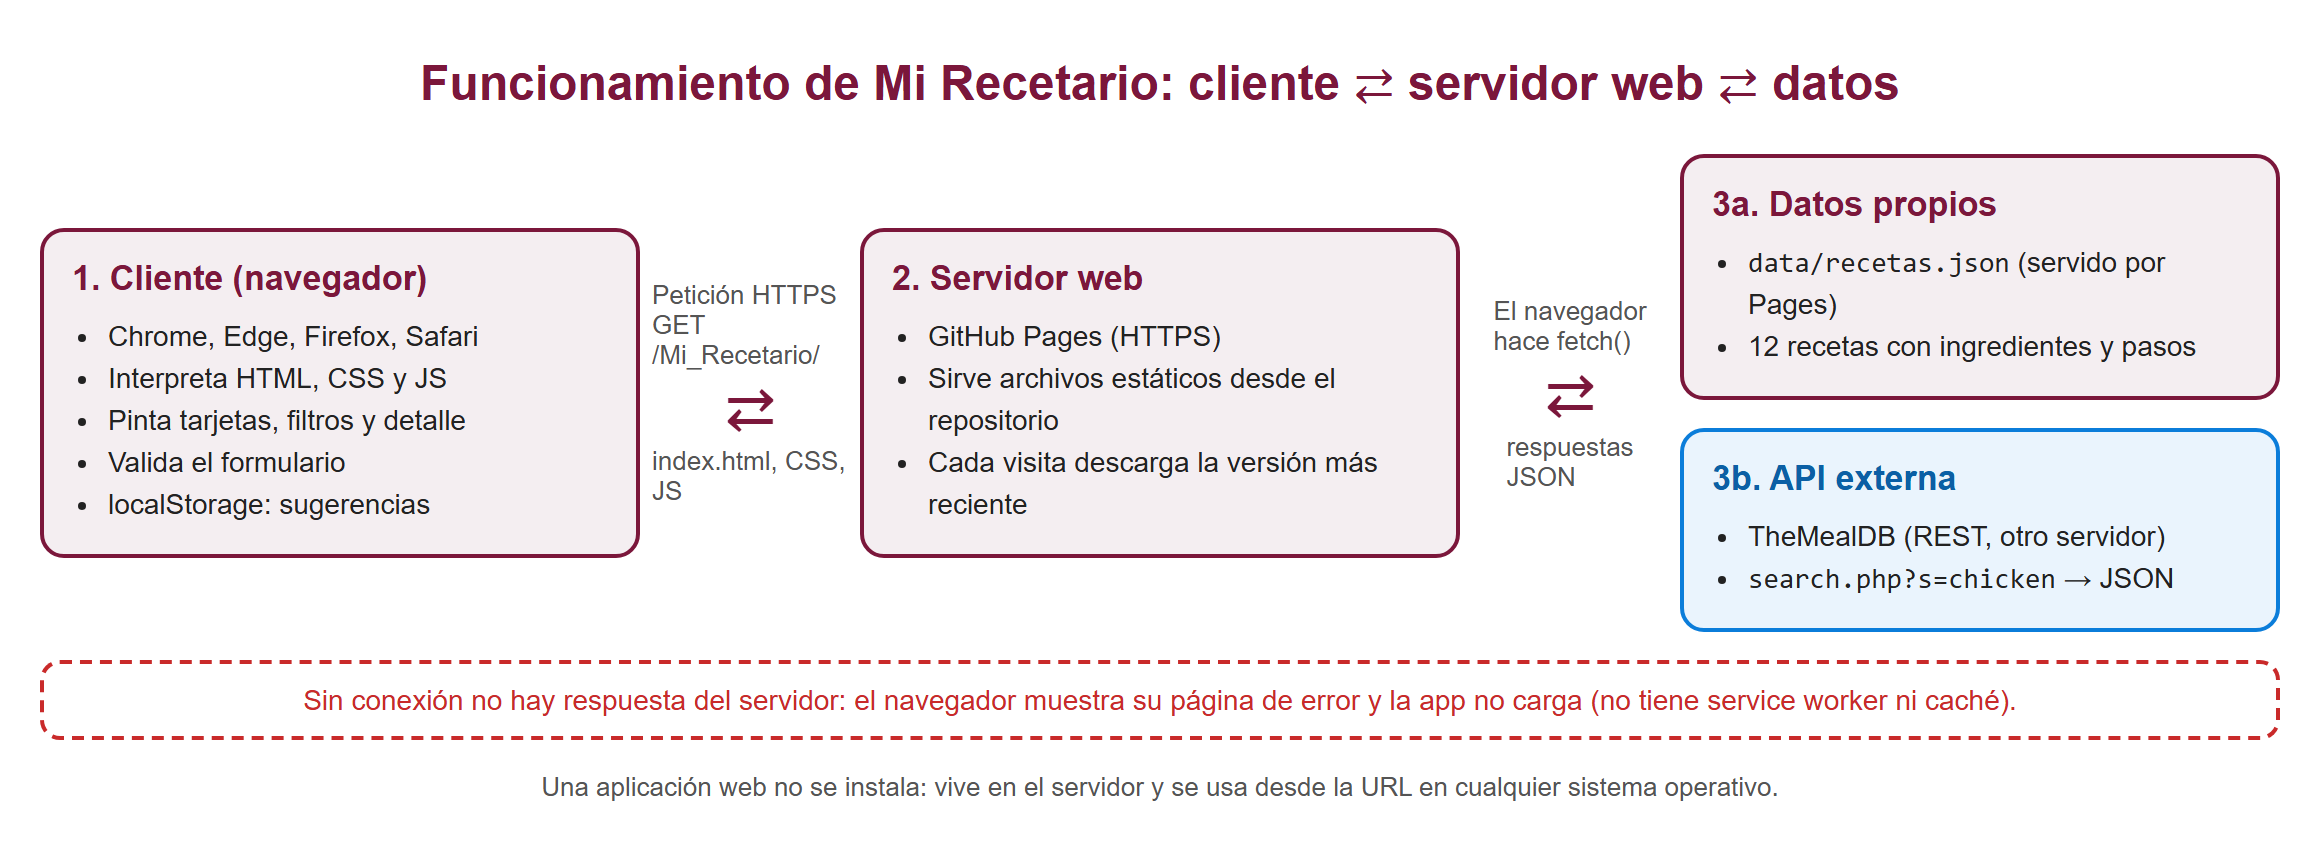 Funcionamiento de Mi Recetario: cliente ⇄ servidor web ⇄ datos
1. Cliente (navegador)
• Chrome, Edge, Firefox, Safari
• Interpreta HTML, CSS y JS
• Pinta tarjetas, filtros y detalle
• Valida el formulario
• localStorage: sugerencias
Petición HTTPS
GET
/Mi_Recetario/
⇄
index.html, CSS,
JS
2. Servidor web
• GitHub Pages (HTTPS)
• Sirve archivos estáticos desde el
repositorio
• Cada visita descarga la versión más
reciente
El navegador
hace fetch()
⇄
respuestas
JSON
3a. Datos propios
• data/recetas.json (servido por
Pages)
• 12 recetas con ingredientes y pasos
3b. API externa
• TheMealDB (REST, otro servidor)
• search.php?s=chicken → JSON
Sin conexión no hay respuesta del servidor: el navegador muestra su página de error y la app no carga (no tiene service worker ni caché).
Una aplicación web no se instala: vive en el servidor y se usa desde la URL en cualquier sistema operativo.